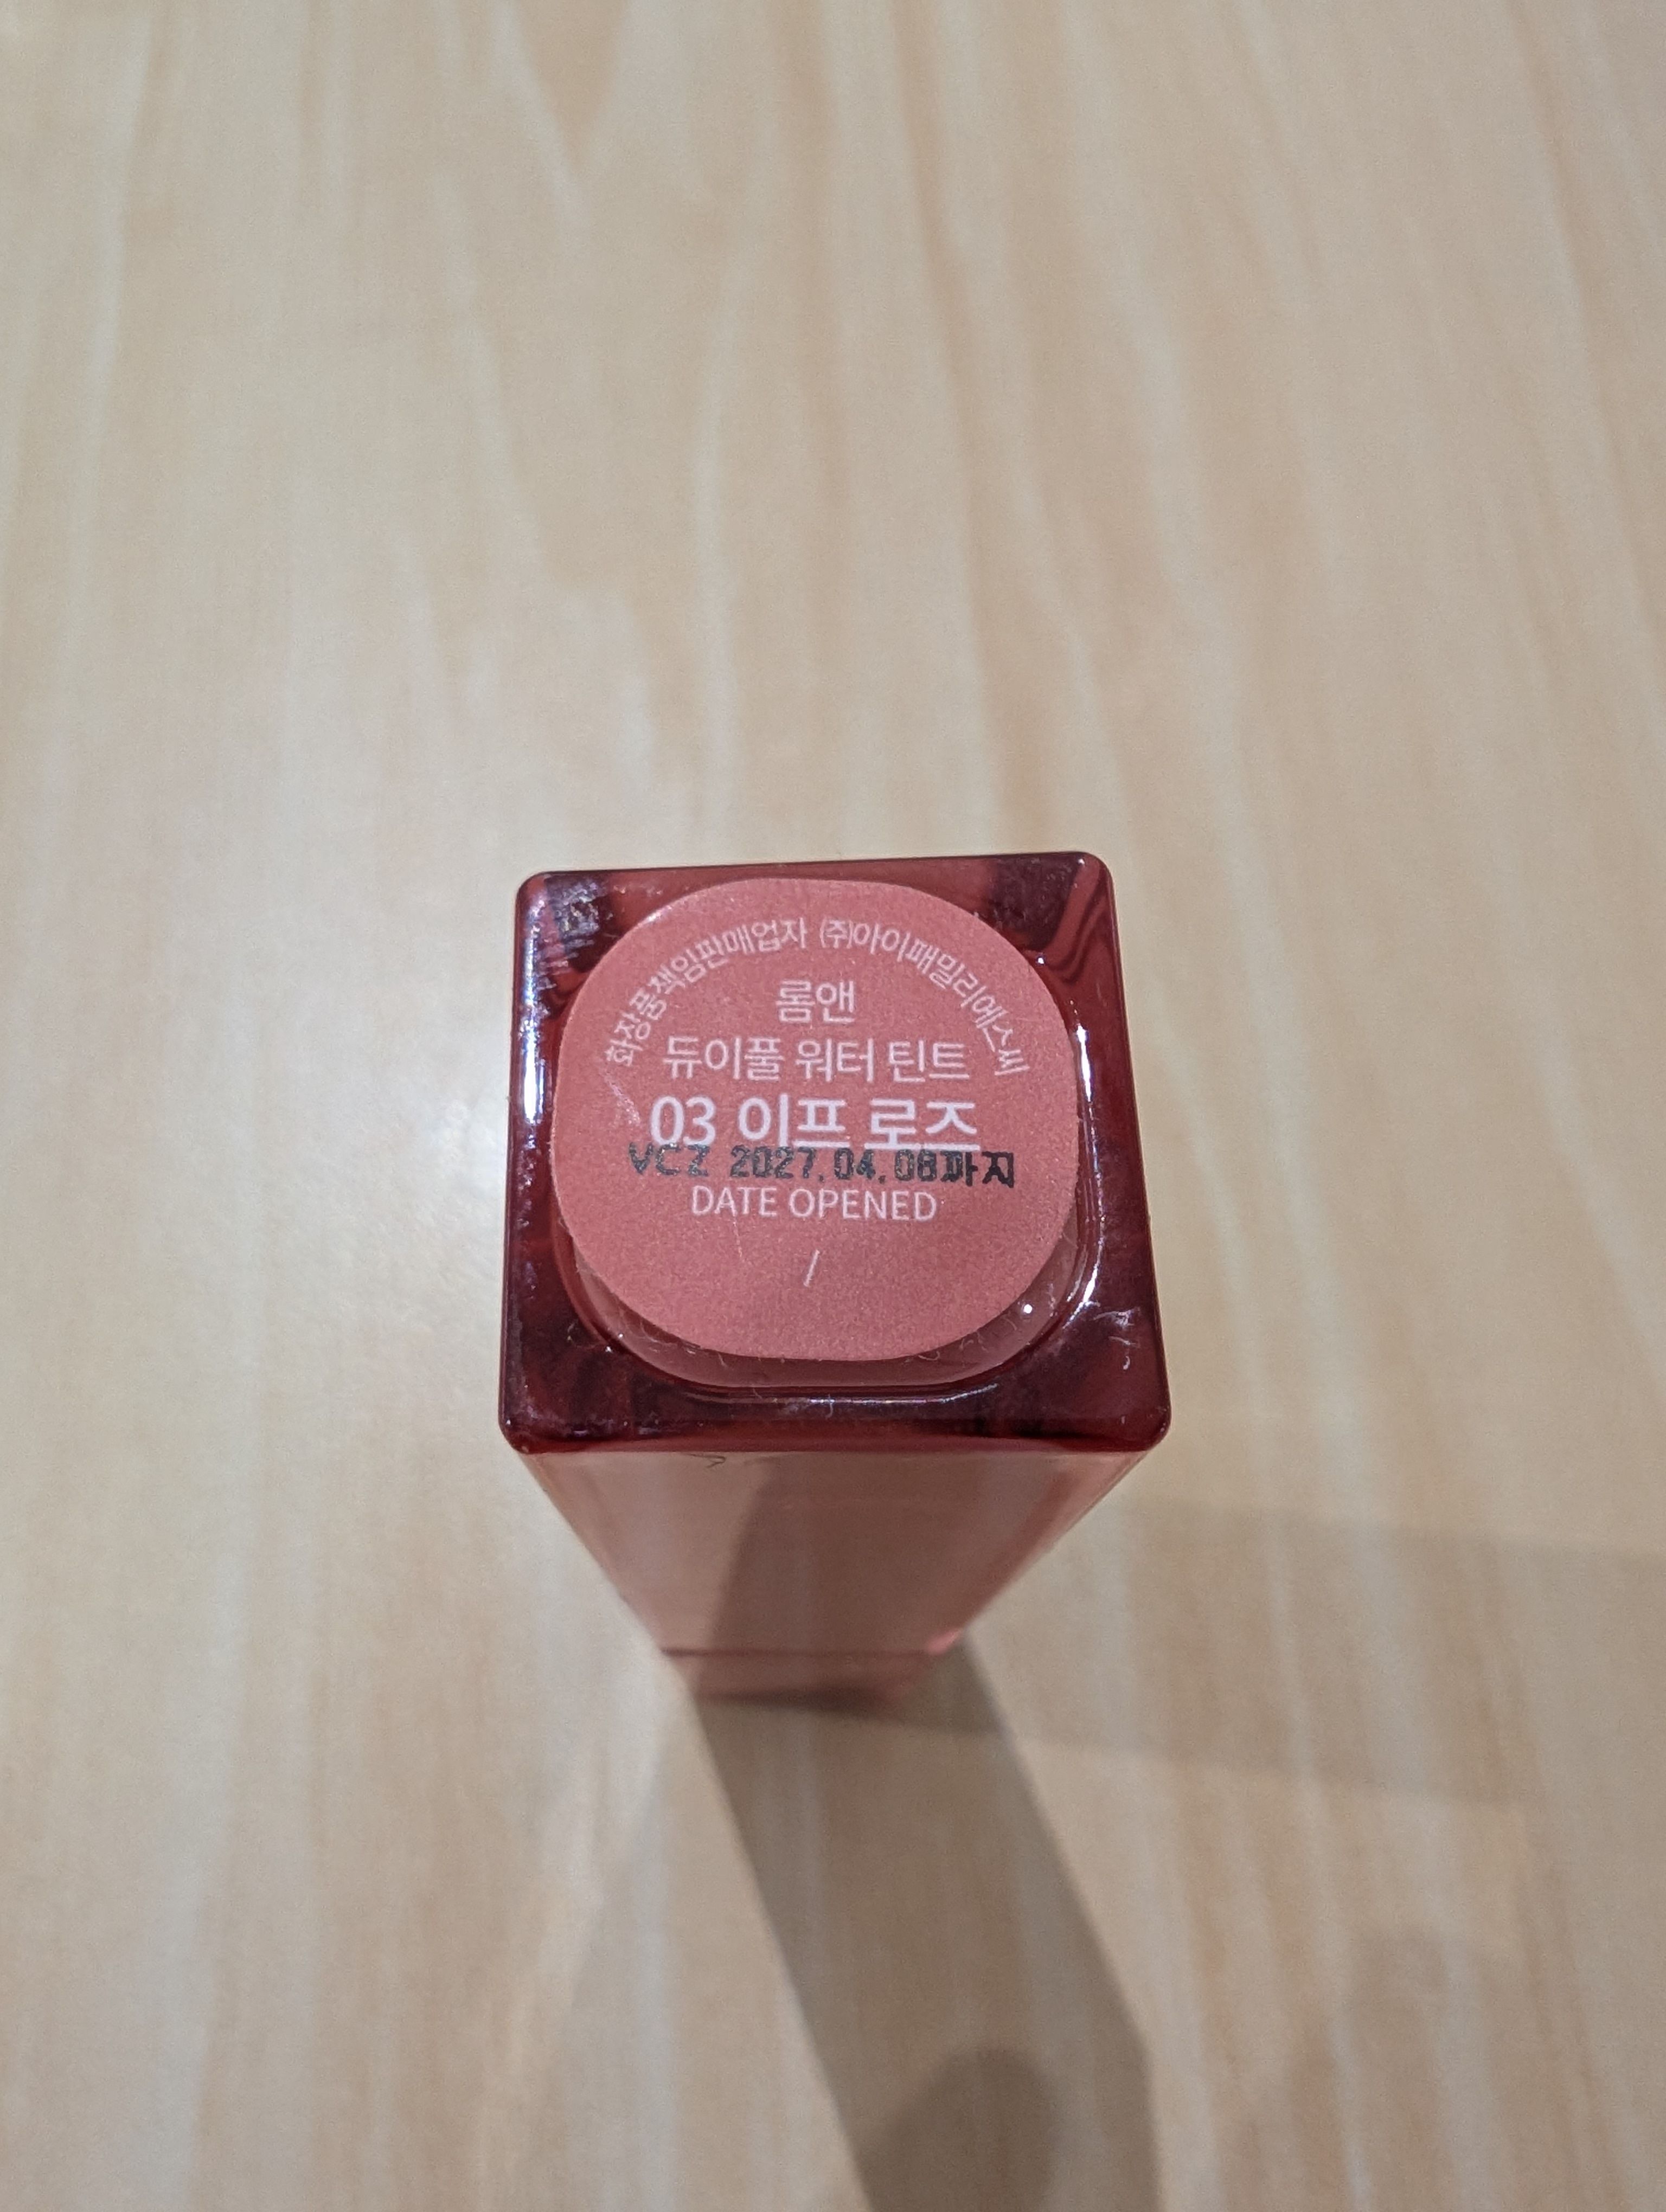 화장품책임판매업자 ㈜아이패밀리에스씨
롬앤
듀이풀 워터 틴트
03 이프 로즈
VCZ 2027.04.08까지
DATE OPENED
/